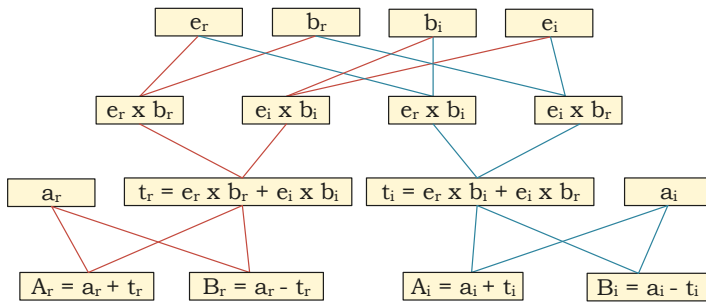 eᵣ
bᵣ
bᵢ
eᵢ
eᵣ x bᵣ
eᵢ x bᵢ
eᵣ x bᵢ
eᵢ x bᵣ
aᵣ
tᵣ = eᵣ x bᵣ + eᵢ x bᵢ
tᵢ = eᵣ x bᵢ + eᵢ x bᵣ
aᵢ
Aᵣ = aᵣ + tᵣ
Bᵣ = aᵣ - tᵣ
Aᵢ = aᵢ + tᵢ
Bᵢ = aᵢ - tᵢ